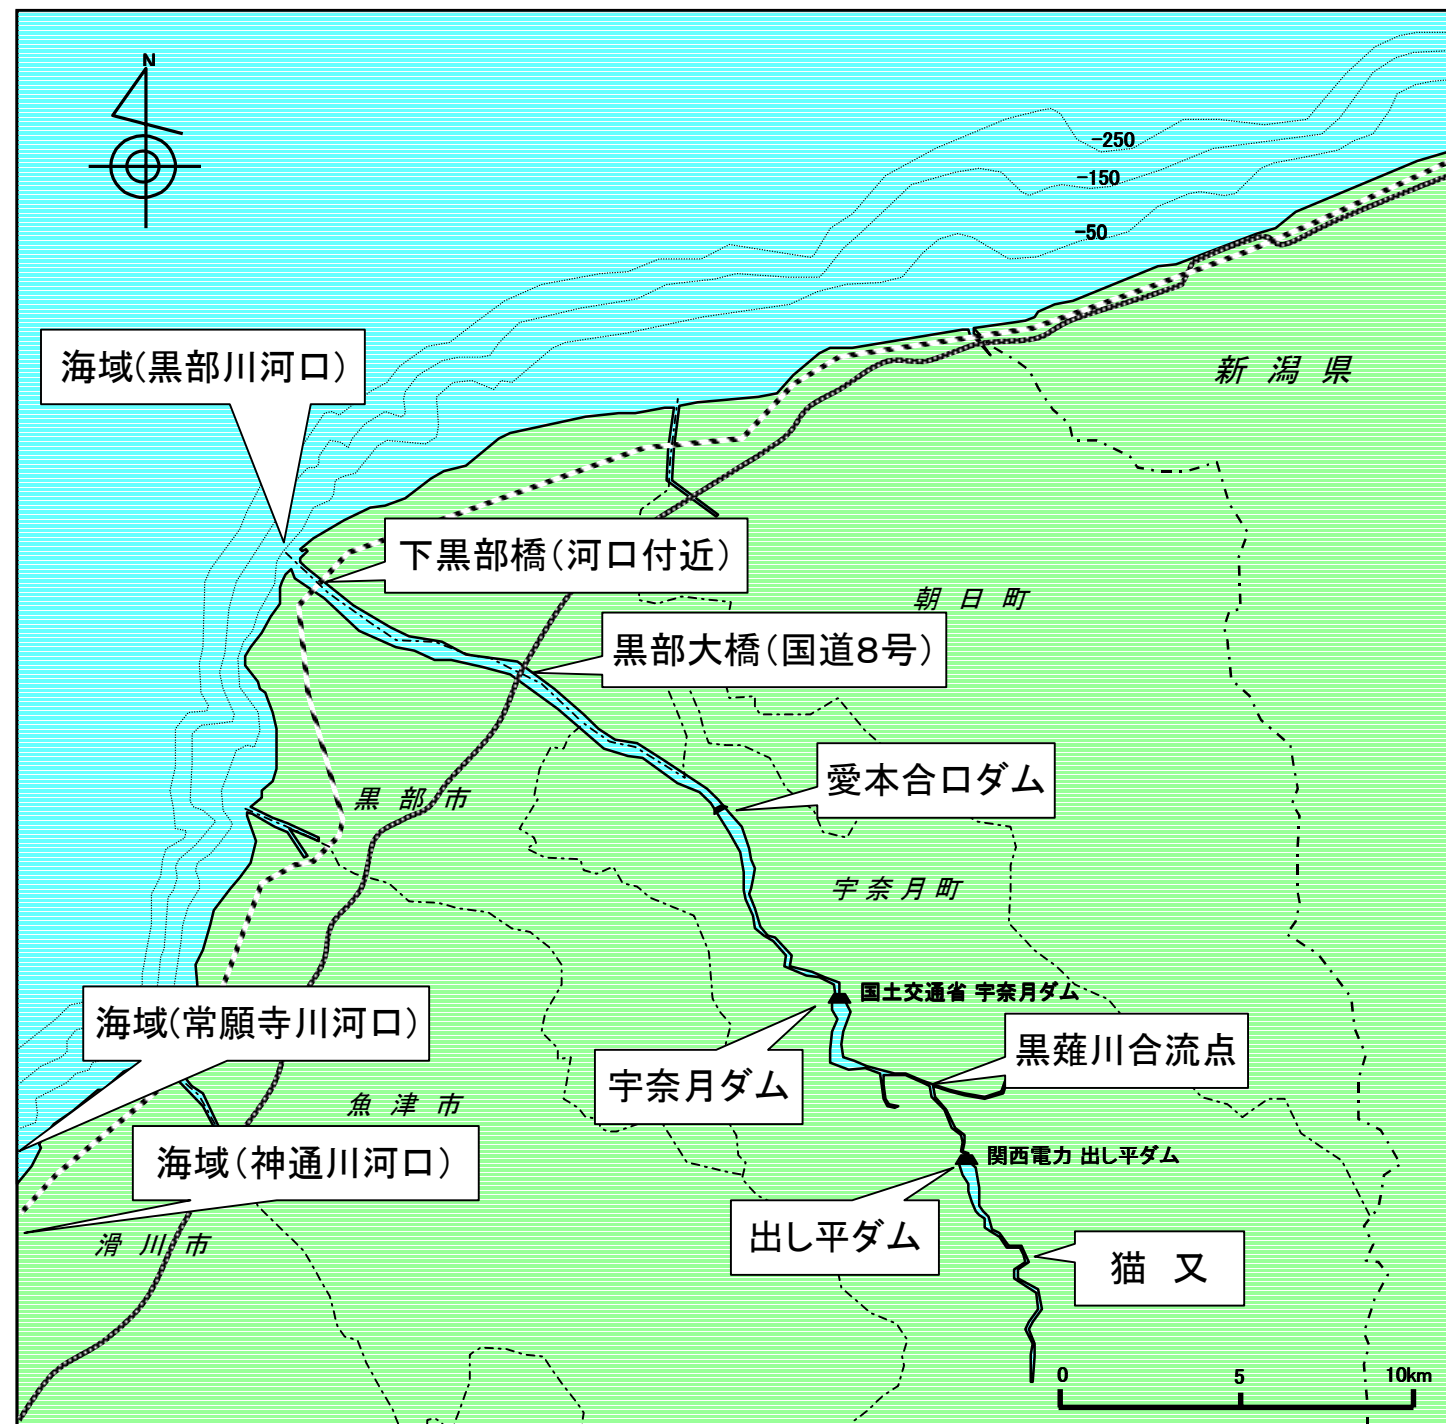 N
-250
-150
-50
海域(黒部川河口)
新潟県
下黒部橋(河口付近)
朝日町
黒部大橋(国道8号)
愛本合口ダム
黒部市
宇奈月町
国土交通省 宇奈月ダム
海域(常願寺川河口)
黒薙川合流点
宇奈月ダム
魚津市
海域(神通川河口)
関西電力 出し平ダム
出し平ダム
滑川市
猫又
0 5 10km